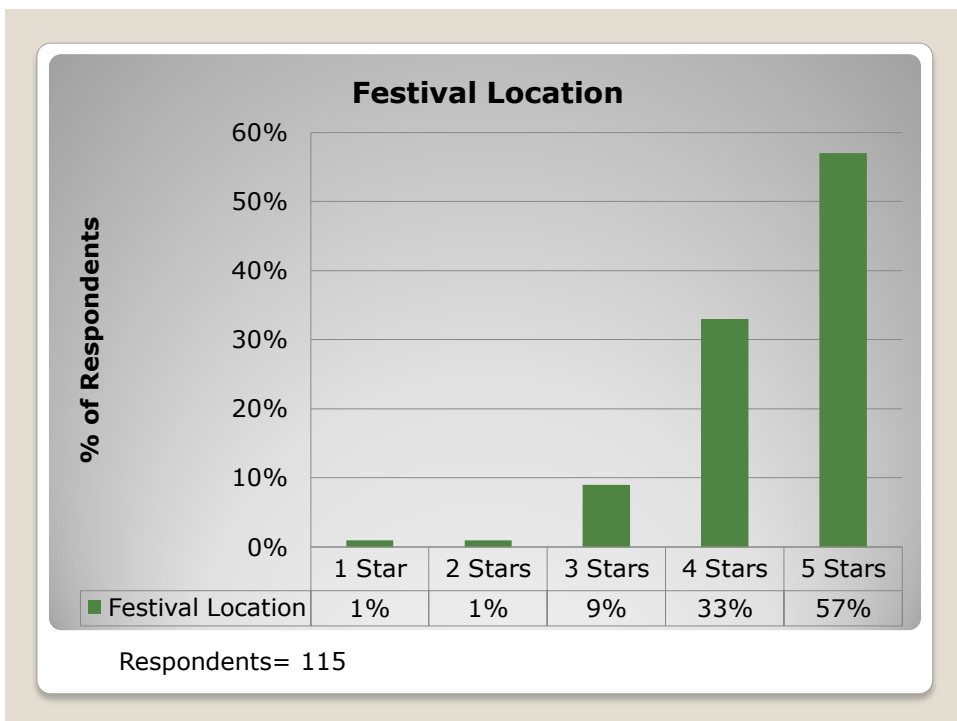 Festival Location
60%
50%
40%
30%
20%
10%
0%
% of Respondents
1 Star 2 Stars 3 Stars 4 Stars 5 Stars
Festival Location 1% 1% 9% 33% 57%
Respondents= 115